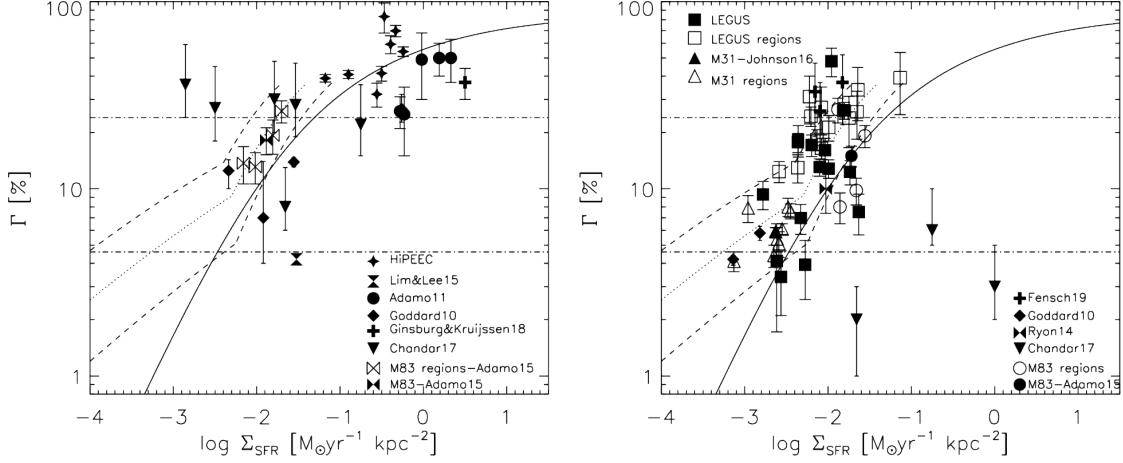 100
10
1
Γ [%]
HiPEEC
Lim&Lee15
Adamo11
Goddard10
Ginsburg&Kruijssen18
Chandar17
M83 regions-Adamo15
M83-Adamo15
-4 -3 -2 -1 0 1
log Σ_SFR [M⊙yr⁻¹ kpc⁻²]
100
10
1
Γ [%]
LEGUS
LEGUS regions
M31-Johnson16
M31 regions
Fensch19
Goddard10
Ryon14
Chandar17
M83 regions
M83-Adamo15
-4 -3 -2 -1 0 1
log Σ_SFR [M⊙yr⁻¹ kpc⁻²]